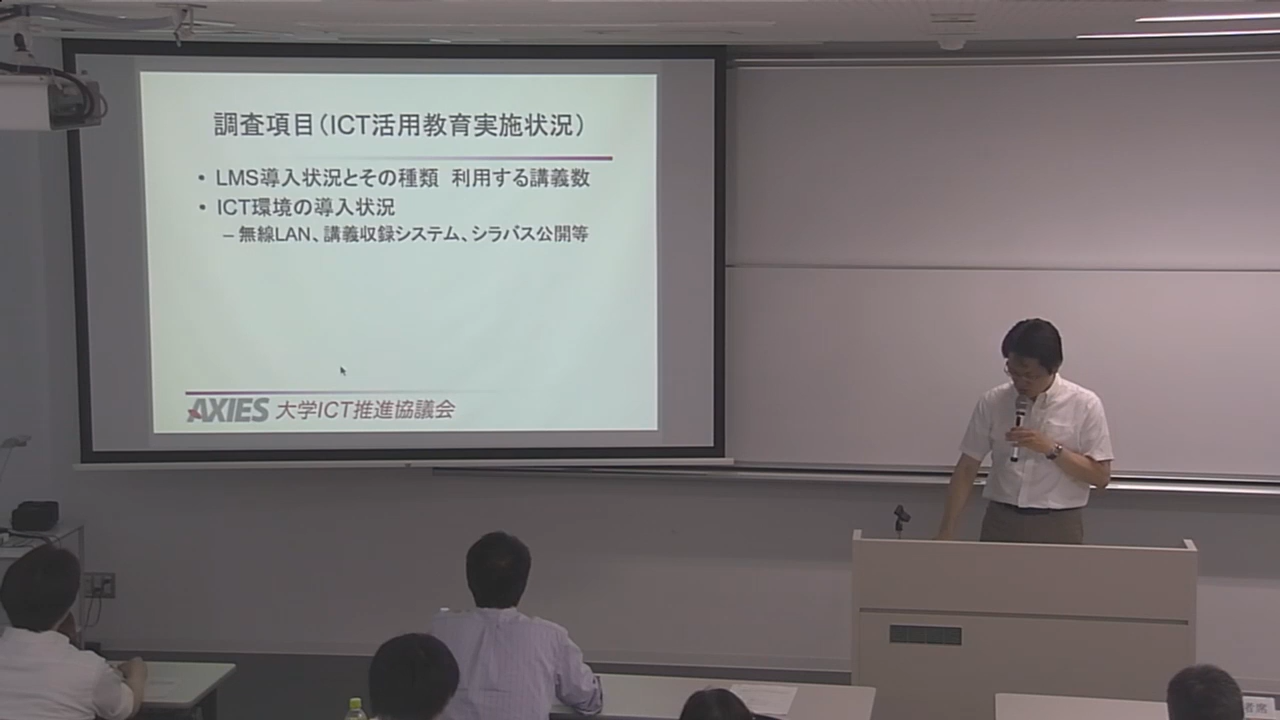 調査項目（ICT活用教育実施状況）
• LMS導入状況とその種類 利用する講義数
• ICT環境の導入状況
– 無線LAN、講義収録システム、シラバス公開等
AXIES 大学ICT推進協議会
者席